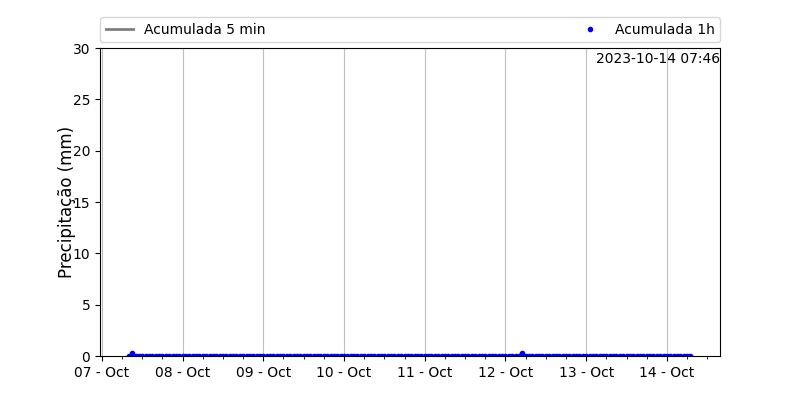 Acumulada 5 min
Acumulada 1h
2023-10-14 07:46
Precipitação (mm)
30
25
20
15
10
5
0
07 - Oct 08 - Oct 09 - Oct 10 - Oct 11 - Oct 12 - Oct 13 - Oct 14 - Oct